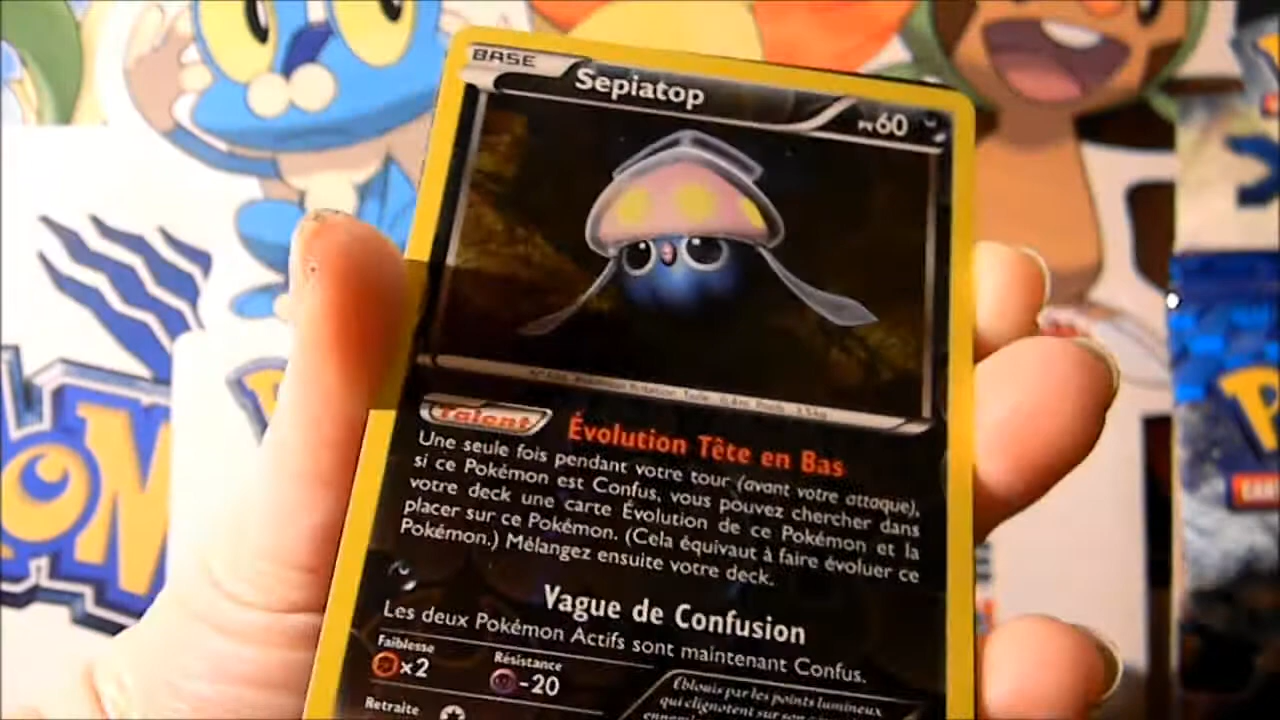 BASE
Sepiatop
PV60
Talent
Évolution Tête en Bas
Une seule fois pendant votre tour (avant votre attaque),
si ce Pokémon est Confus, vous pouvez chercher dans
votre deck une carte Évolution de ce Pokémon et la
placer sur ce Pokémon. (Cela équivaut à faire évoluer ce
Pokémon.) Mélangez ensuite votre deck.
Vague de Confusion
Les deux Pokémon Actifs sont maintenant Confus.
Faiblesse
×2
Résistance
-20
Retraite
Éblouis par les points lumineux
qui clignotent sur son